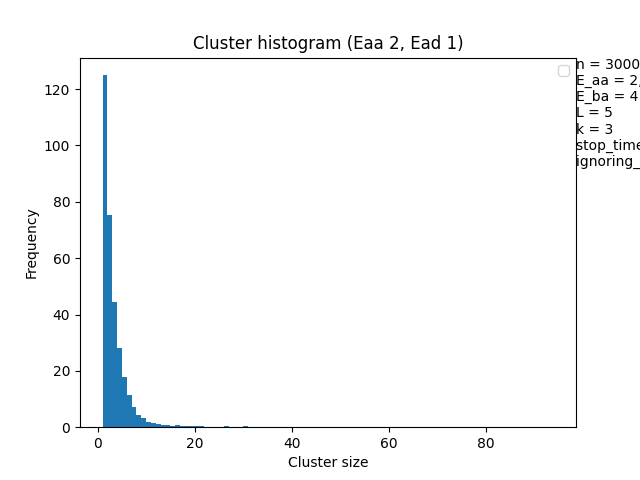 Cluster histogram (Eaa 2, Ead 1)
n = 3000
E_aa = 2,
E_ba = 4
L = 5
k = 3
stop_time
ignoring_
120
100
80
60
40
20
0
Frequency
0 20 40 60 80
Cluster size